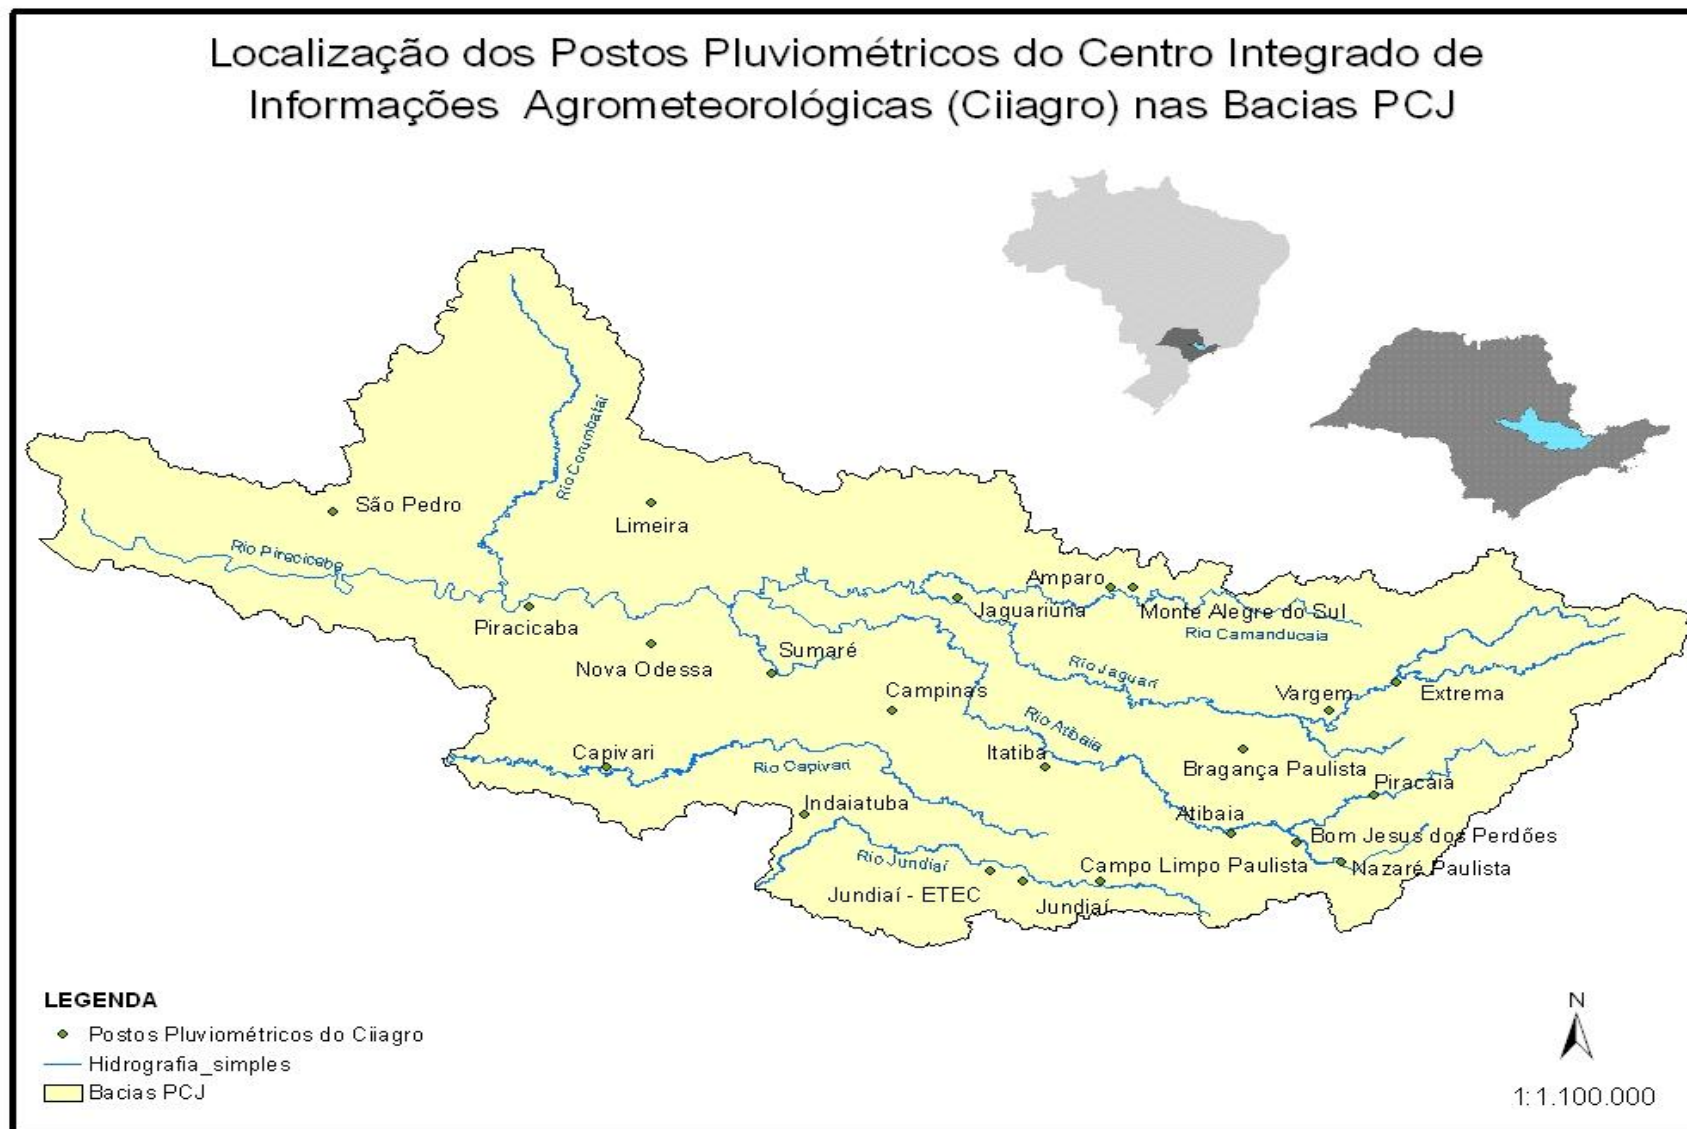 Localização dos Postos Pluviométricos do Centro Integrado de
Informações Agrometeorológicas (Ciiagro) nas Bacias PCJ
Rio Corumbataí
São Pedro
Limeira
Rio Piracicaba
Amparo
Jaguariúna
Monte Alegre do Sul
Piracicaba
Rio Camanducaia
Sumaré
Nova Odessa
Rio Jaguari
Campinas
Vargem
Extrema
Rio Atibaia
Capivari
Itatiba
Rio Capivari
Bragança Paulista
Piracaia
Indaiatuba
Atibaia
Bom Jesus dos Perdões
Rio Jundiaí
Campo Limpo Paulista
Nazaré Paulista
Jundiaí - ETEC
Jundiaí
LEGENDA
Postos Pluviométricos do Ciiagro
Hidrografia_simples
Bacias PCJ
N
1:1.100.000